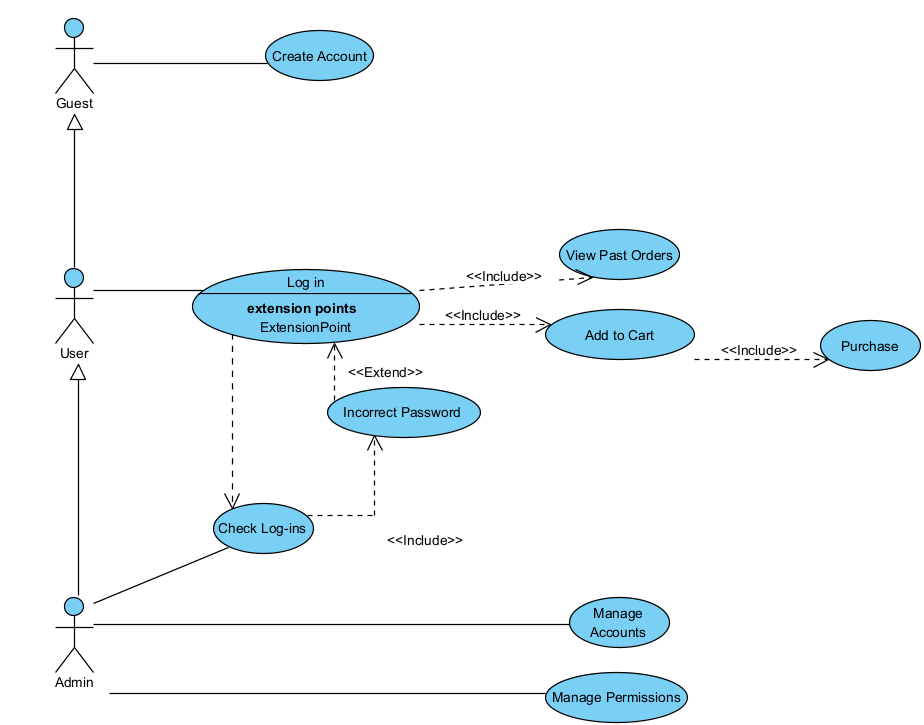 Create Account
Guest
View Past Orders
<<Include>>
Log in
extension points
ExtensionPoint
<<Include>>
Add to Cart
<<Include>>
Purchase
User
<<Extend>>
Incorrect Password
Check Log-ins
<<Include>>
Manage
Accounts
Admin
Manage Permissions